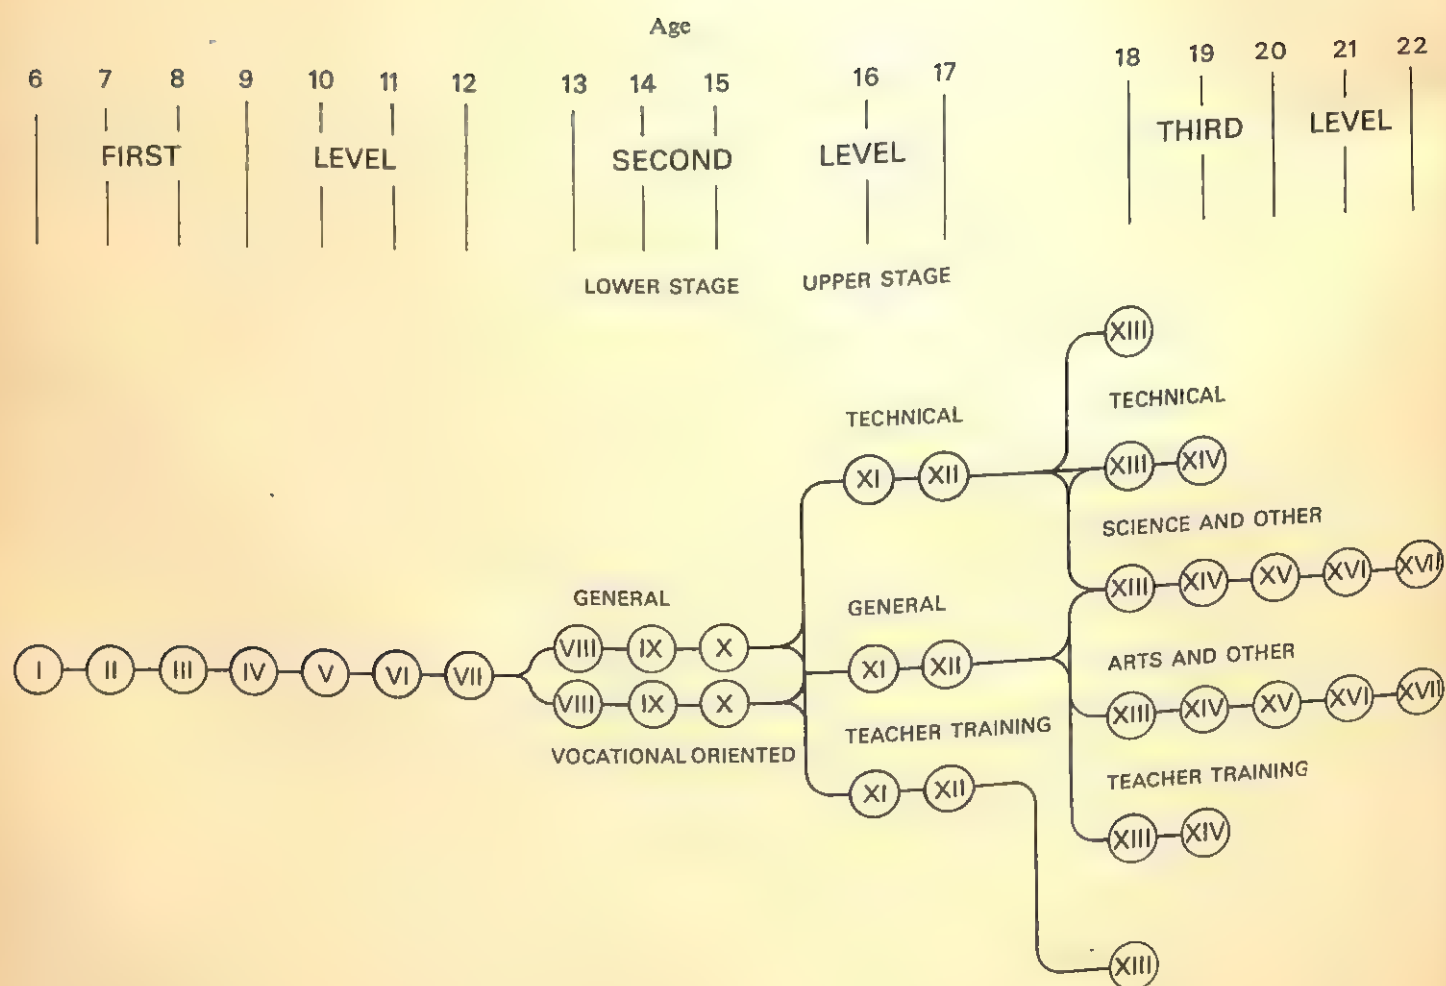 Age
6 7 8 9 10 11 12 13 14 15 16 17 18 19 20 21 22
FIRST LEVEL SECOND LEVEL THIRD LEVEL
LOWER STAGE UPPER STAGE
XIII
TECHNICAL TECHNICAL
XI XII XIII XIV
SCIENCE AND OTHER
XIII XIV XV XVI XVII
GENERAL GENERAL
VIII IX X
I II III IV V VI VII XI XII
ARTS AND OTHER
VIII IX X XIII XIV XV XVI XVII
VOCATIONAL ORIENTED TEACHER TRAINING
TEACHER TRAINING
XI XII
XIII XIV
XIII